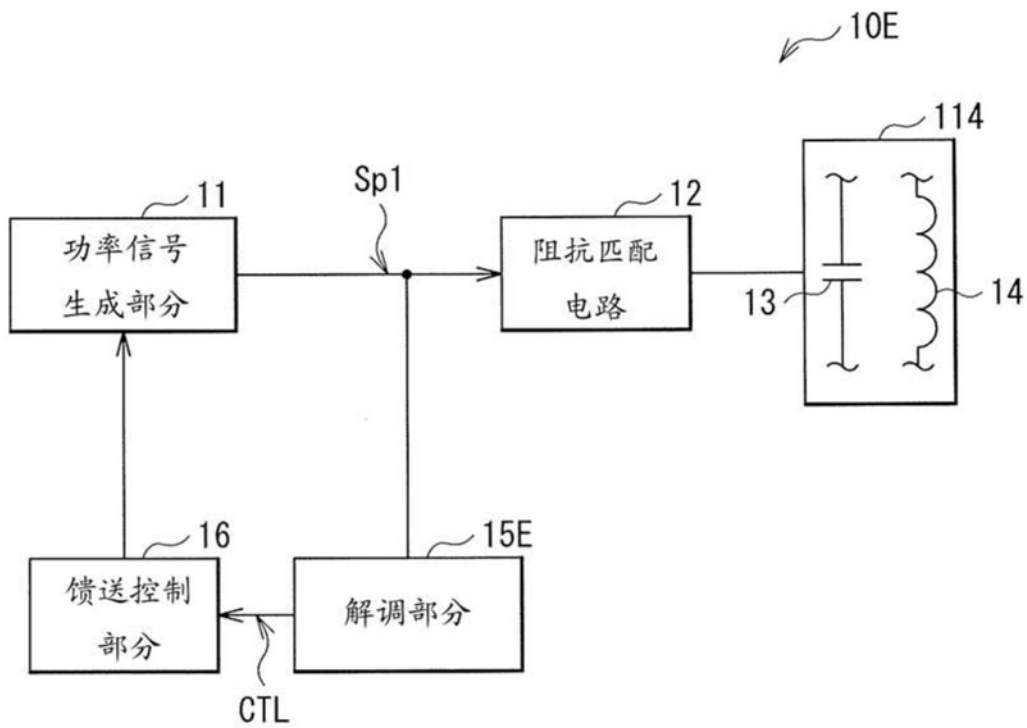 10E
114
Sp1
11
12
功率信号
生成部分
阻抗匹配
电路
13
14
16
15E
馈送控制
部分
解调部分
CTL